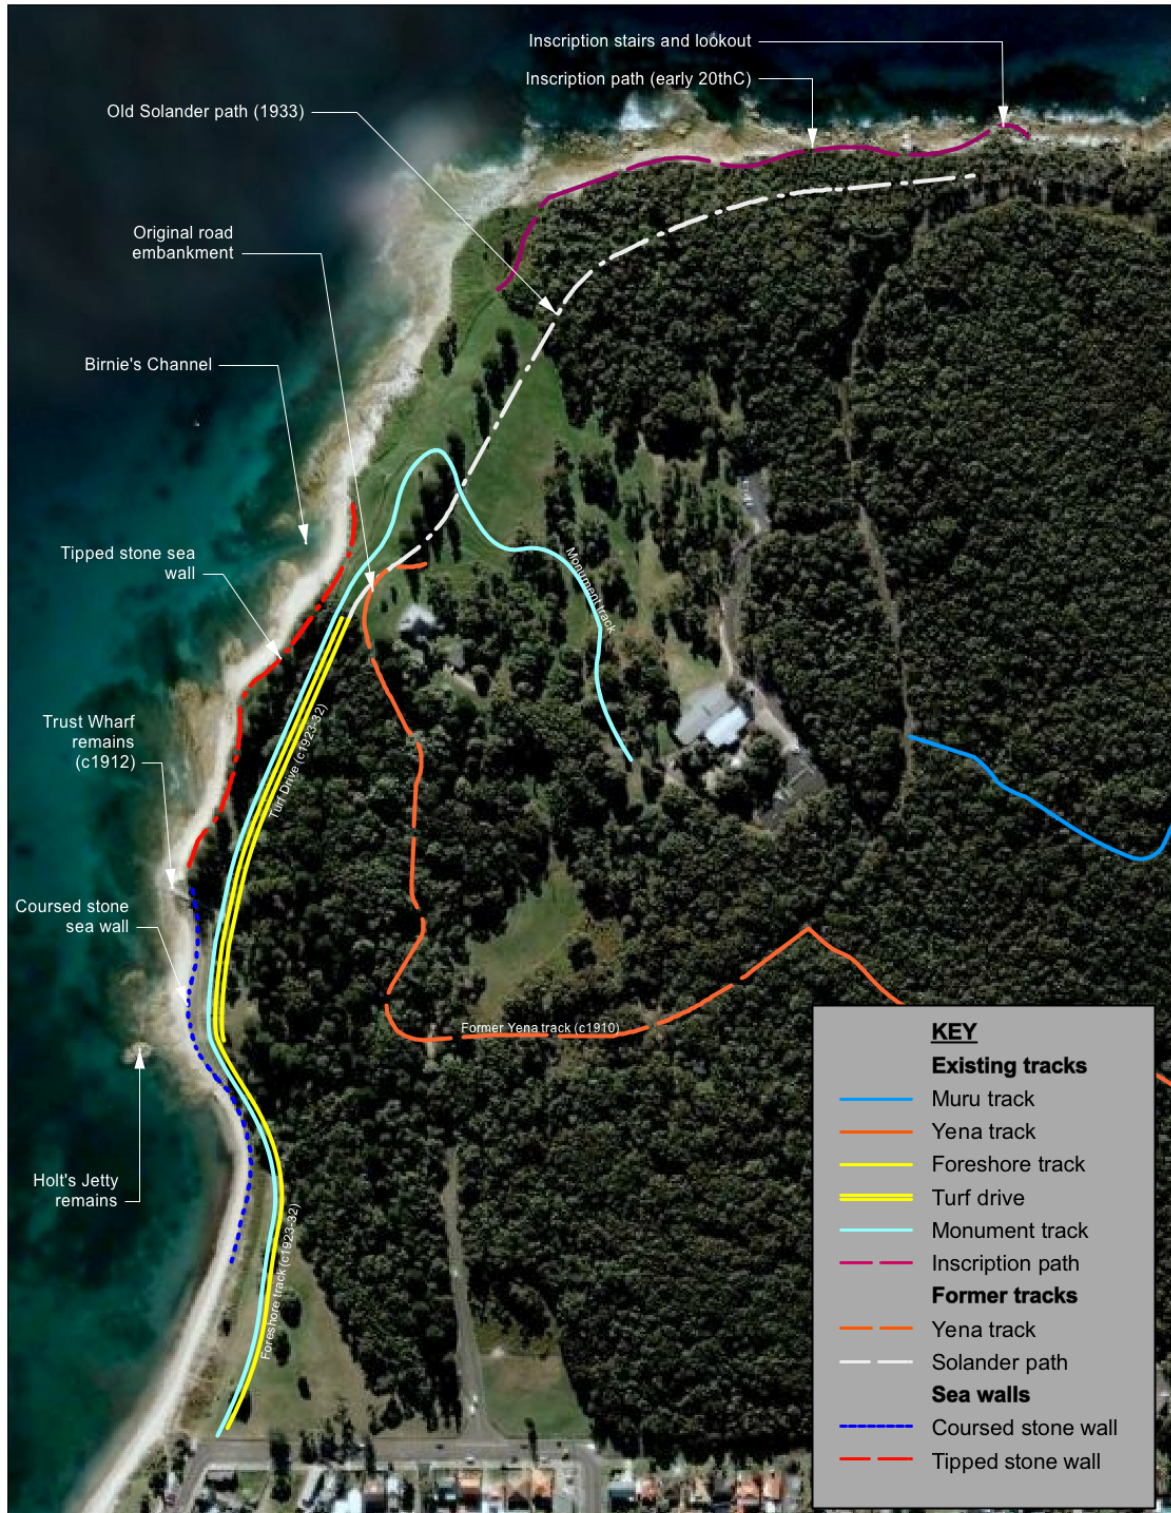 Inscription stairs and lookout
Inscription path (early 20thC)
Old Solander path (1933)
Original road
embankment
Birnie's Channel
Tipped stone sea
wall
Monument track
Trust Wharf
remains
(c1912)
Turf Drive (c1923-32)
Coursed stone
sea wall
Former Yena track (c1910)
Holt's Jetty
remains
Foreshore track (c1923-32)
KEY
Existing tracks
Muru track
Yena track
Foreshore track
Turf drive
Monument track
Inscription path
Former tracks
Yena track
Solander path
Sea walls
Coursed stone wall
Tipped stone wall